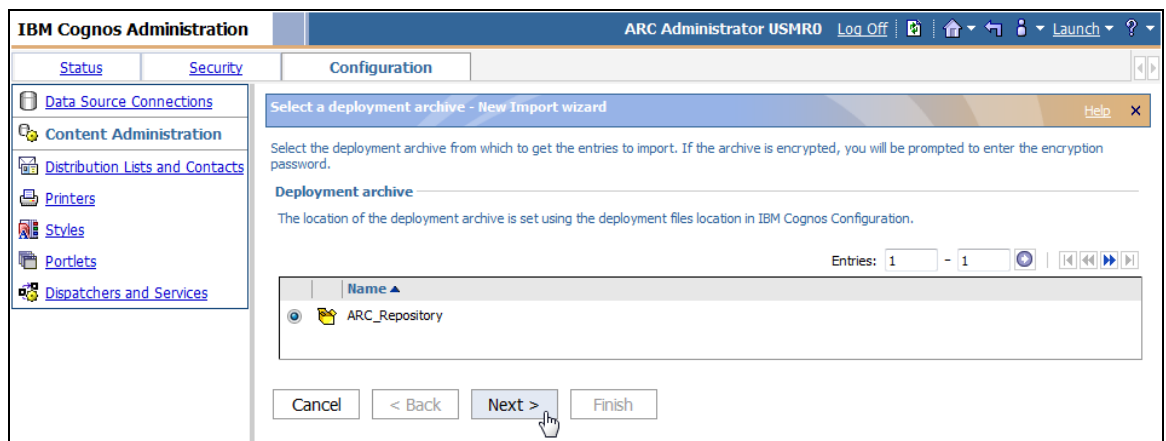 IBM Cognos Administration
ARC Administrator USMR0 Log Off Launch ?
Status Security Configuration
Data Source Connections
Content Administration
Distribution Lists and Contacts
Printers
Styles
Portlets
Dispatchers and Services
Select a deployment archive - New Import wizard Help
Select the deployment archive from which to get the entries to import. If the archive is encrypted, you will be prompted to enter the encryption
password.
Deployment archive
The location of the deployment archive is set using the deployment files location in IBM Cognos Configuration.
Entries: 1 - 1
Name
ARC_Repository
Cancel < Back Next > Finish